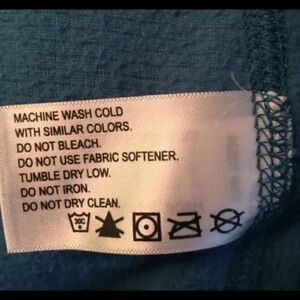 MACHINE WASH COLD
WITH SIMILAR COLORS.
DO NOT BLEACH.
DO NOT USE FABRIC SOFTENER.
TUMBLE DRY LOW.
DO NOT IRON.
DO NOT DRY CLEAN.
30C